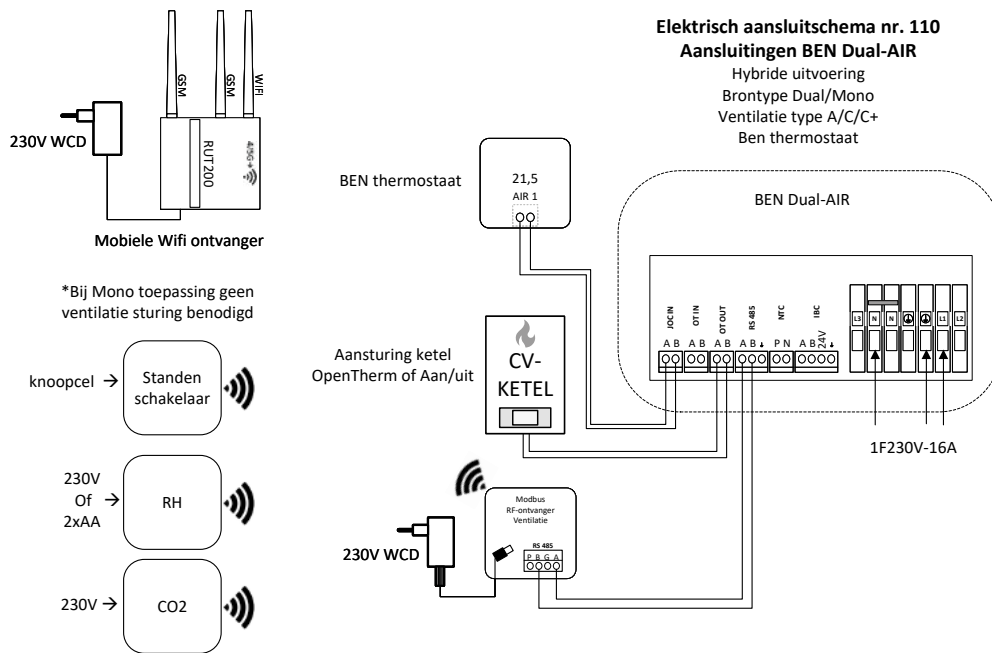 Elektrisch aansluitschema nr. 110
Aansluitingen BEN Dual-AIR
Hybride uitvoering
Brontype Dual/Mono
Ventilatie type A/C/C+
Ben thermostaat
GSM
GSM
WIFI
230V WCD
RUT200
4/5G
Mobiele Wifi ontvanger
*Bij Mono toepassing geen
ventilatie sturing benodigd
knoopcel →
Standen
schakelaar
230V
Of →
2xAA
RH
230V →
CO2
BEN thermostaat
21,5
AIR 1
Aansturing ketel
OpenTherm of Aan/uit
CV-
KETEL
Modbus
RF-ontvanger
Ventilatie
RS 485
P B G A
230V WCD
BEN Dual-AIR
JOC IN
OT IN
OT OUT
RS 485
NTC
IBC
A B
A B
A B
A B
P N
A B 24V
L3
N
N
L1
L2
1F230V-16A